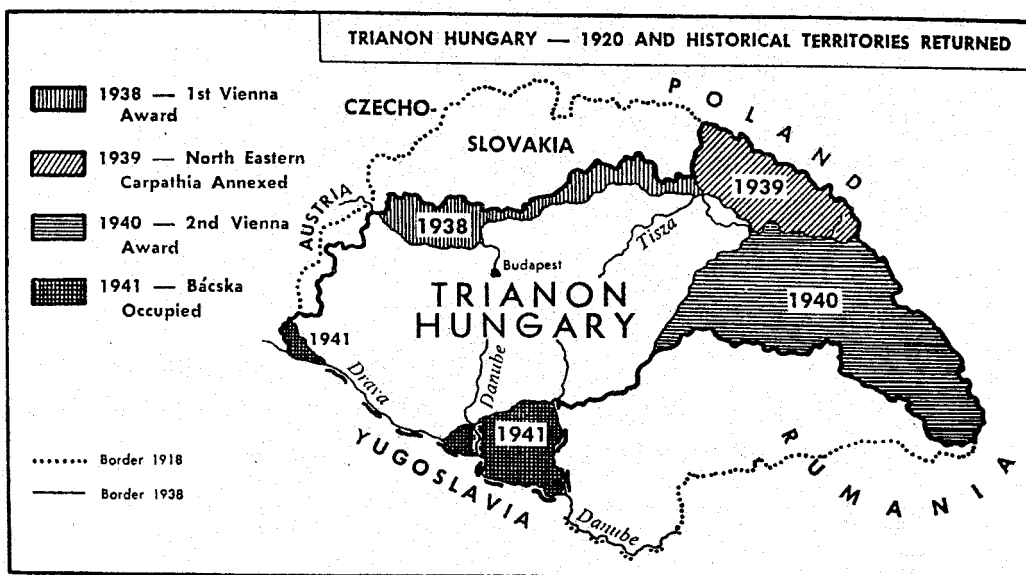 TRIANON HUNGARY — 1920 AND HISTORICAL TERRITORIES RETURNED
1938 — 1st Vienna
Award
1939 — North Eastern
Carpathia Annexed
1940 — 2nd Vienna
Award
1941 — Bácska
Occupied
Border 1918
Border 1938
POLAND
CZECHO-
SLOVAKIA
AUSTRIA
1939
1938
Tisza
Budapest
TRIANON
HUNGARY
1940
1941
Drava
Danube
1941
YUGOSLAVIA
RUMANIA
Danube